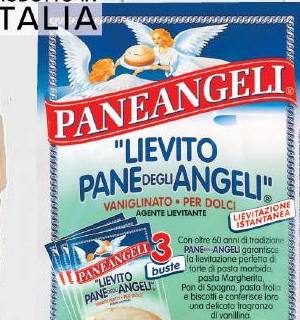 PRODOTTO IN
ITALIA
PANEANGELI®
"LIEVITO
PANE DEGLI ANGELI"®
VANIGLINATO • PER DOLCI
AGENTE LIEVITANTE
LIEVITAZIONE
ISTANTANEA
Con oltre 60 anni di tradizione
PANE DEGLI ANGELI garantisce
la lievitazione perfetta di
torte di pasta morbida,
pasta Margherita,
Pan di Spagna, pasta frolla
e biscotti e conferisce loro
una delicata fragranza
di vanillina.
3
buste
PANEANGELI
"LIEVITO
PANE DEGLI ANGELI"